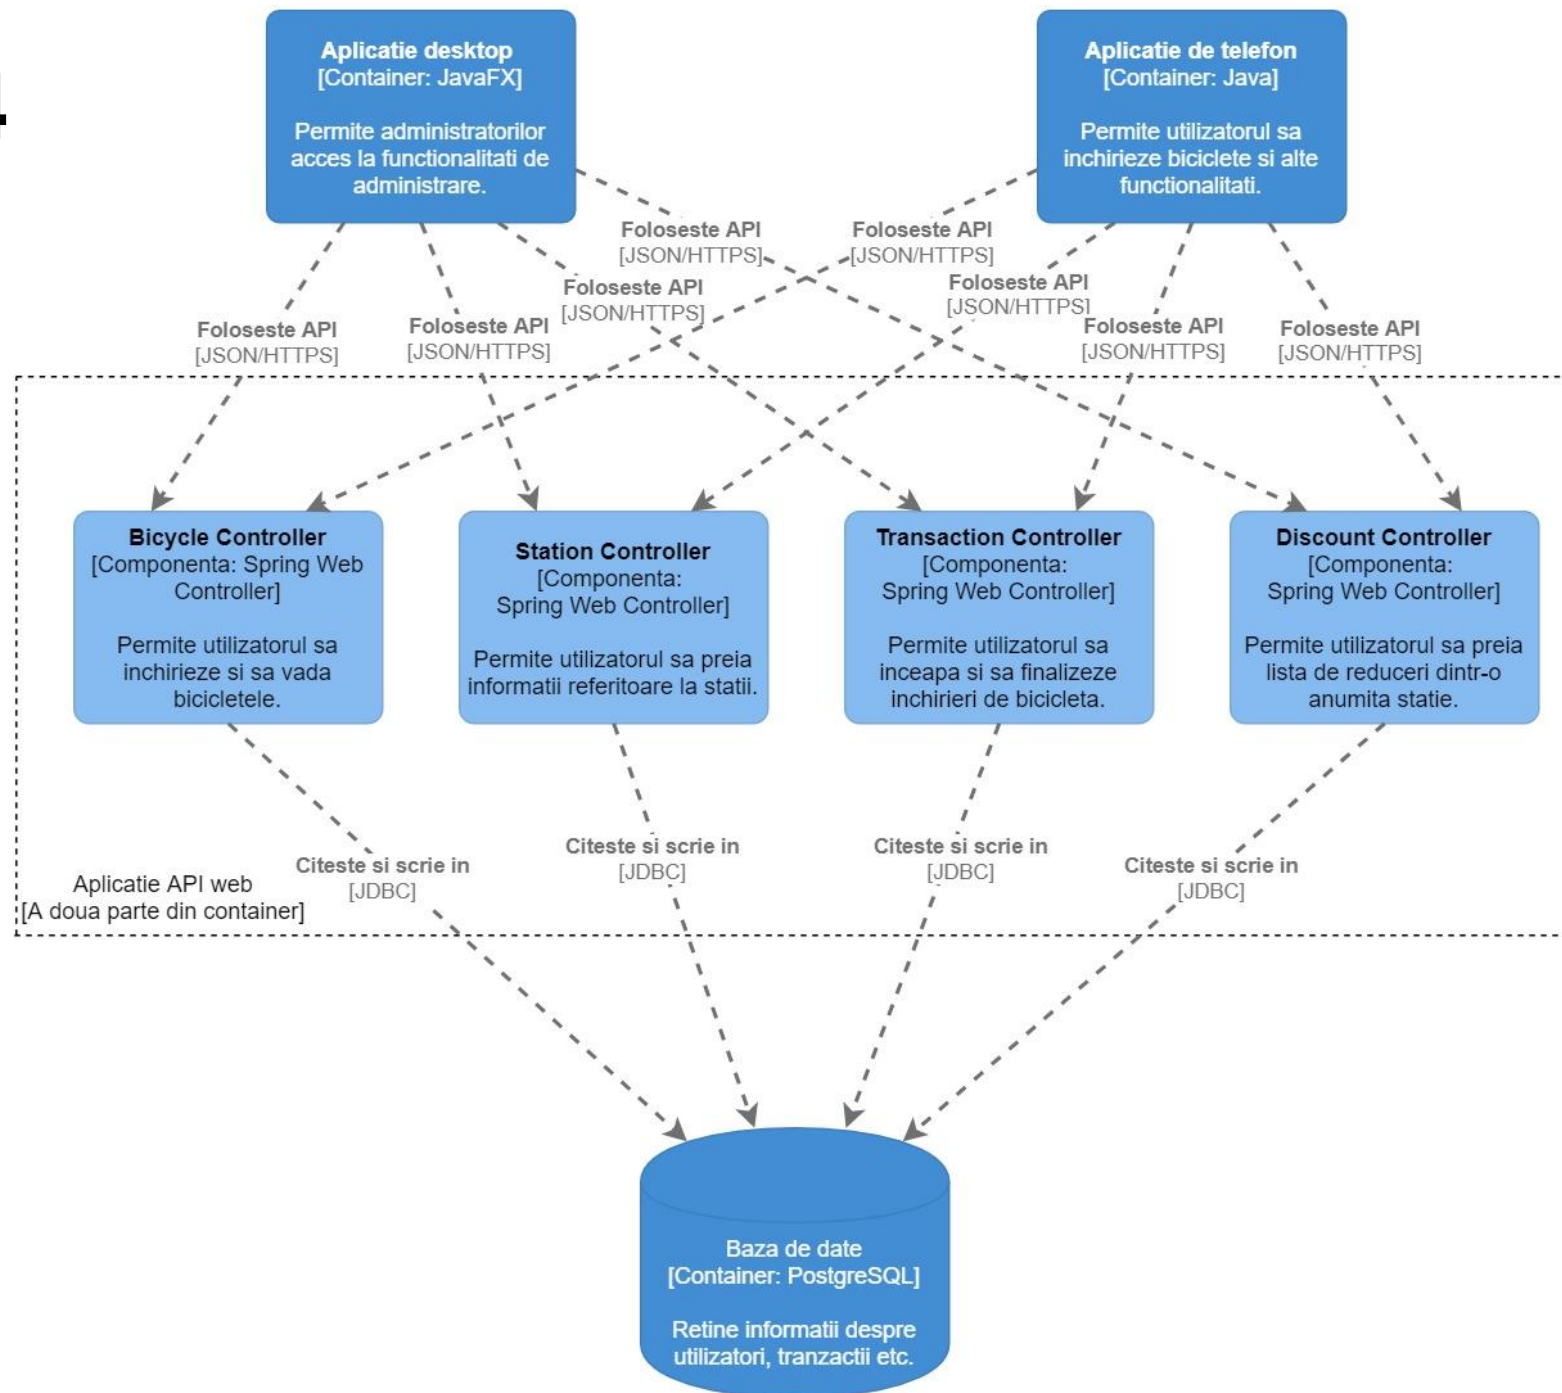 4
Aplicatie desktop
[Container: JavaFX]
Permite administratorilor
acces la functionalitati de
administrare.
Aplicatie de telefon
[Container: Java]
Permite utilizatorul sa
inchirieze biciclete si alte
functionalitati.
Foloseste API
[JSON/HTTPS]
Foloseste API
[JSON/HTTPS]
Foloseste API
[JSON/HTTPS]
Foloseste API
[JSON/HTTPS]
Foloseste API
[JSON/HTTPS]
Foloseste API
[JSON/HTTPS]
Foloseste API
[JSON/HTTPS]
Foloseste API
[JSON/HTTPS]
Bicycle Controller
[Componenta: Spring Web
Controller]
Permite utilizatorul sa
inchirieze si sa vada
bicicletele.
Station Controller
[Componenta:
Spring Web Controller]
Permite utilizatorul sa preia
informatii referitoare la statii.
Transaction Controller
[Componenta:
Spring Web Controller]
Permite utilizatorul sa
inceapa si sa finalizeze
inchirieri de bicicleta.
Discount Controller
[Componenta:
Spring Web Controller]
Permite utilizatorul sa preia
lista de reduceri dintr-o
anumita statie.
Citeste si scrie in
[JDBC]
Citeste si scrie in
[JDBC]
Citeste si scrie in
[JDBC]
Citeste si scrie in
[JDBC]
Aplicatie API web
[A doua parte din container]
Baza de date
[Container: PostgreSQL]
Retine informatii despre
utilizatori, tranzactii etc.